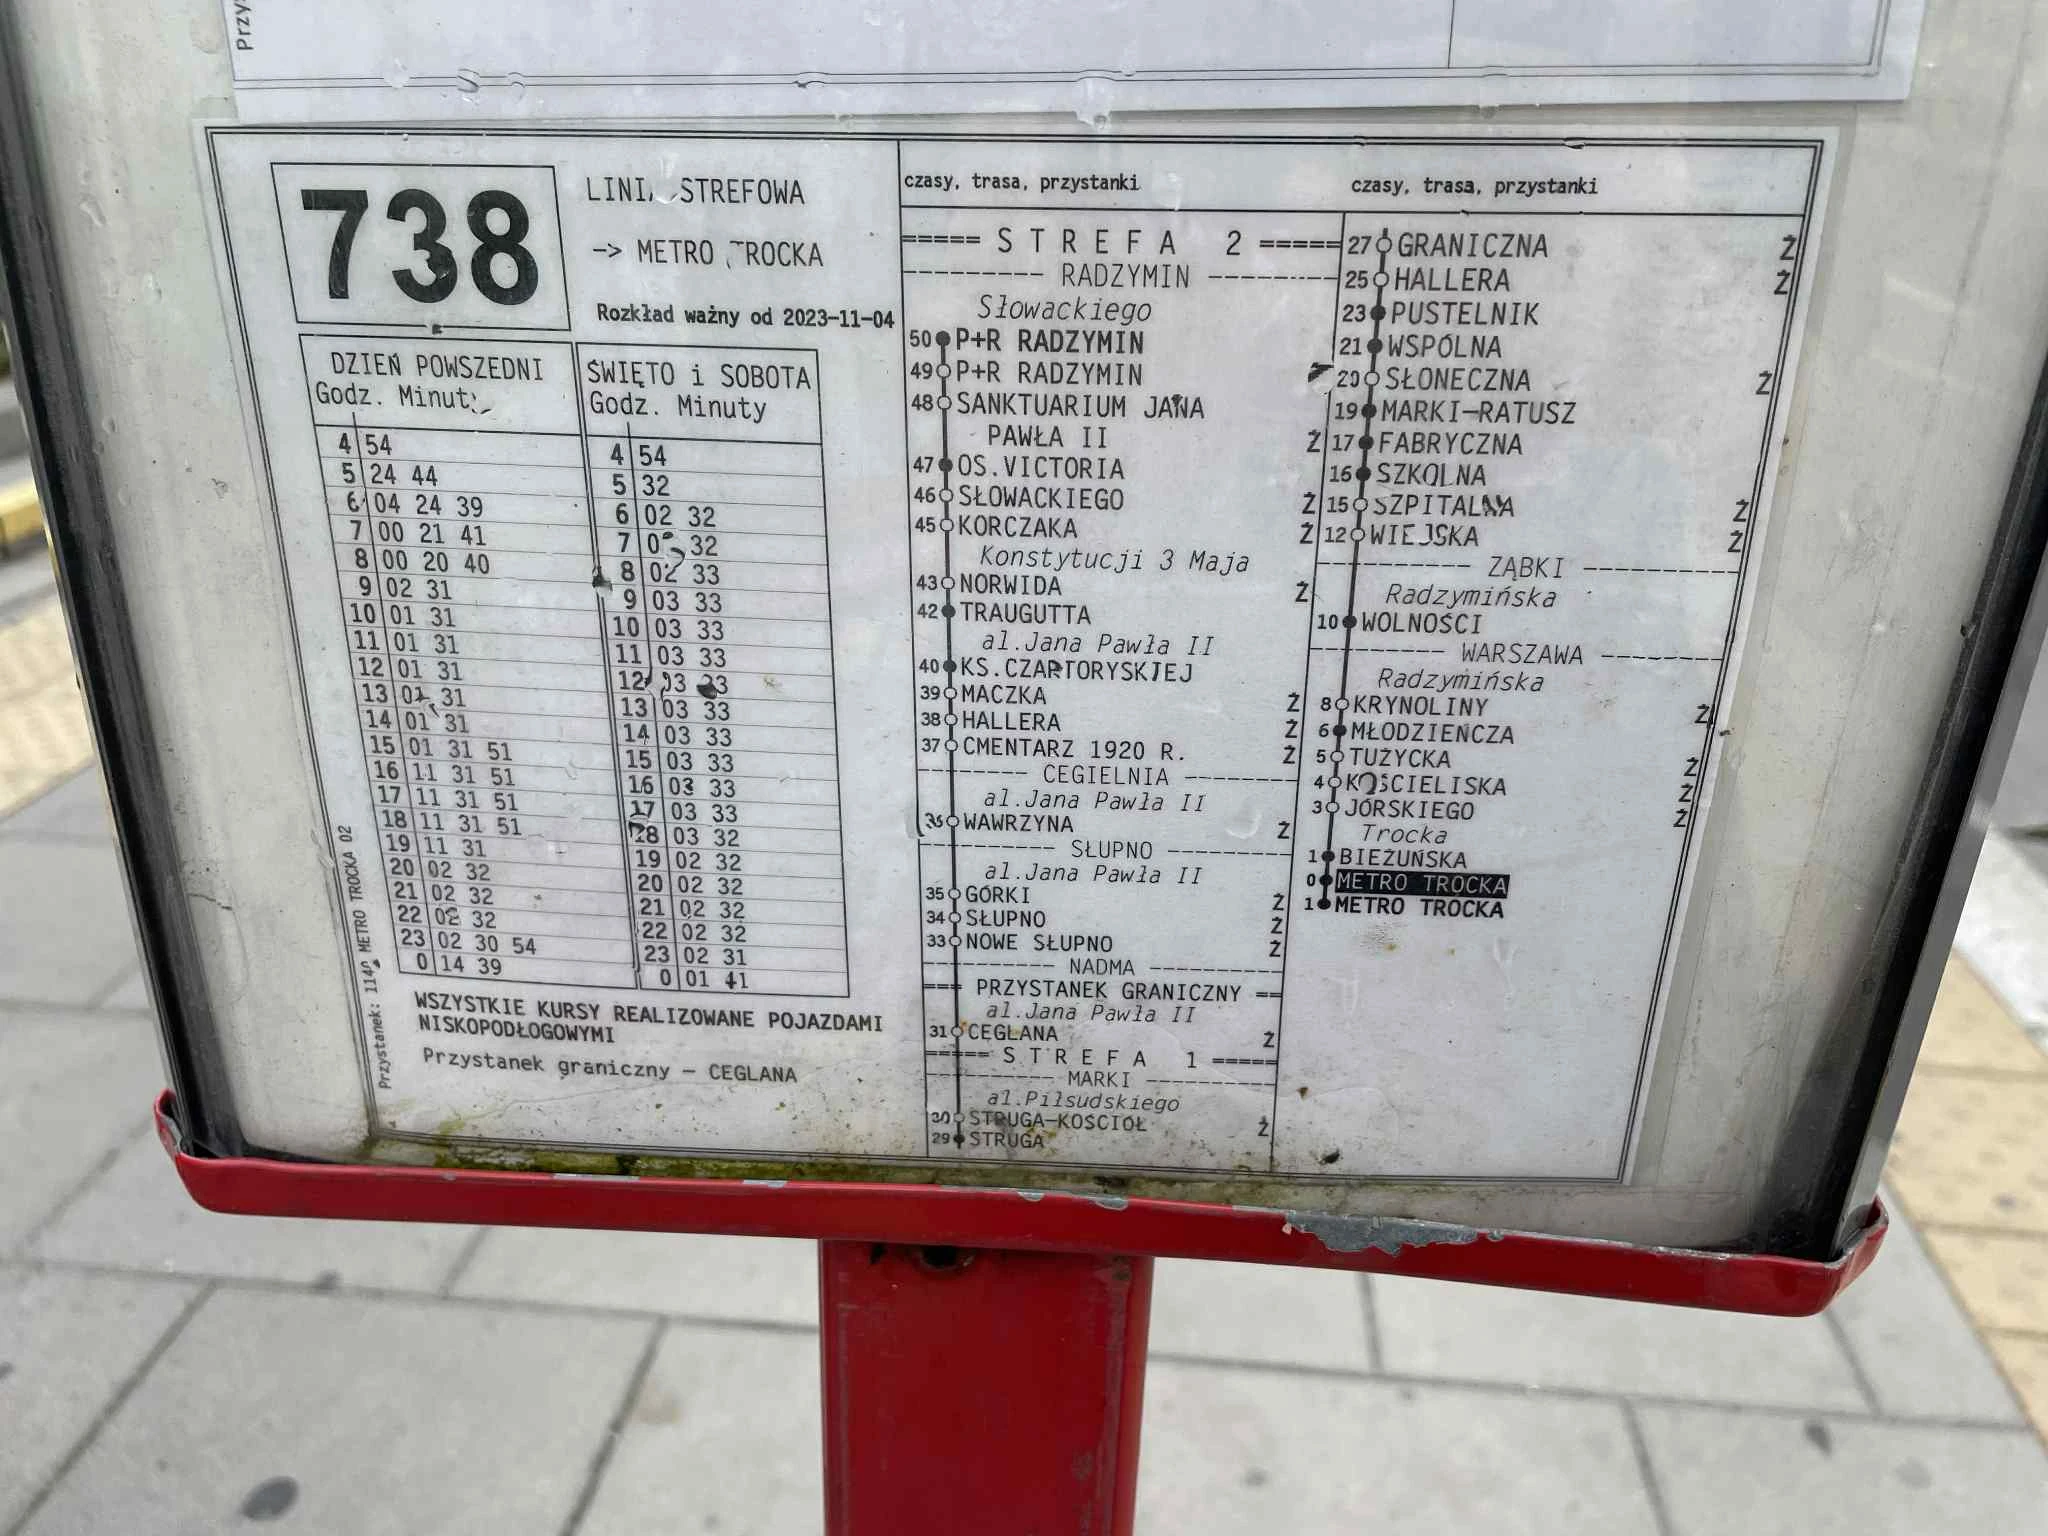 Przy
738
LINIA STREFOWA
-> METRO TROCKA
Rozkład ważny od 2023-11-04
DZIEŃ POWSZEDNI
Godz. Minuty
4 54
5 24 44
6 04 24 39
7 00 21 41
8 00 20 40
9 02 31
10 01 31
11 01 31
12 01 31
13 01 31
14 01 31
15 01 31 51
16 11 31 51
17 11 31 51
18 11 31 51
19 11 31
20 02 32
21 02 32
22 02 32
23 02 30 54
0 14 39
ŚWIĘTO i SOBOTA
Godz. Minuty
4 54
5 32
6 02 32
7 02 32
8 02 33
9 03 33
10 03 33
11 03 33
12 03 33
13 03 33
14 03 33
15 03 33
16 03 33
17 03 33
18 03 32
19 02 32
20 02 32
21 02 32
22 02 32
23 02 31
0 01 41
WSZYSTKIE KURSY REALIZOWANE POJAZDAMI
NISKOPODŁOGOWYMI
Przystanek graniczny – CEGLANA
Przystanek: 1140 METRO TROCKA 02
czasy, trasa, przystanki
===== S T R E F A 2 =====
--------- RADZYMIN ---------
Słowackiego
50 P+R RADZYMIN
49 P+R RADZYMIN
48 SANKTUARIUM JANA
PAWŁA II Ż
47 OS.VICTORIA
46 SŁOWACKIEGO Ż
45 KORCZAKA Ż
Konstytucji 3 Maja
43 NORWIDA Ż
42 TRAUGUTTA
al.Jana Pawła II
40 KS.CZARTORYSKIEJ
39 MACZKA Ż
38 HALLERA Ż
37 CMENTARZ 1920 R. Ż
--------- CEGIELNIA ---------
al.Jana Pawła II
36 WAWRZYNA Ż
--------- SŁUPNO ---------
al.Jana Pawła II
35 GÓRKI Ż
34 SŁUPNO Ż
33 NOWE SŁUPNO Ż
--------- NADMA ---------
=== PRZYSTANEK GRANICZNY ==
al.Jana Pawła II
31 CEGLANA Ż
===== S T R E F A 1 =====
--------- MARKI ---------
al.Piłsudskiego
30 STRUGA-KOŚCIÓŁ Ż
29 STRUGA
czasy, trasa, przystanki
27 GRANICZNA Ż
25 HALLERA Ż
23 PUSTELNIK
21 WSPÓLNA
20 SŁONECZNA Ż
19 MARKI-RATUSZ
17 FABRYCZNA
16 SZKOLNA
15 SZPITALNA Ż
12 WIEJSKA Ż
--------- ZĄBKI ---------
Radzymińska
10 WOLNOŚCI
--------- WARSZAWA ---------
Radzymińska
8 KRYNOLINY Ż
6 MŁODZIEŃCZA
5 TUŻYCKA Ż
4 KOŚCIELISKA Ż
3 JÓRSKIEGO Ż
Trocka
1 BIEŻUŃSKA
0 METRO TROCKA
1 METRO TROCKA